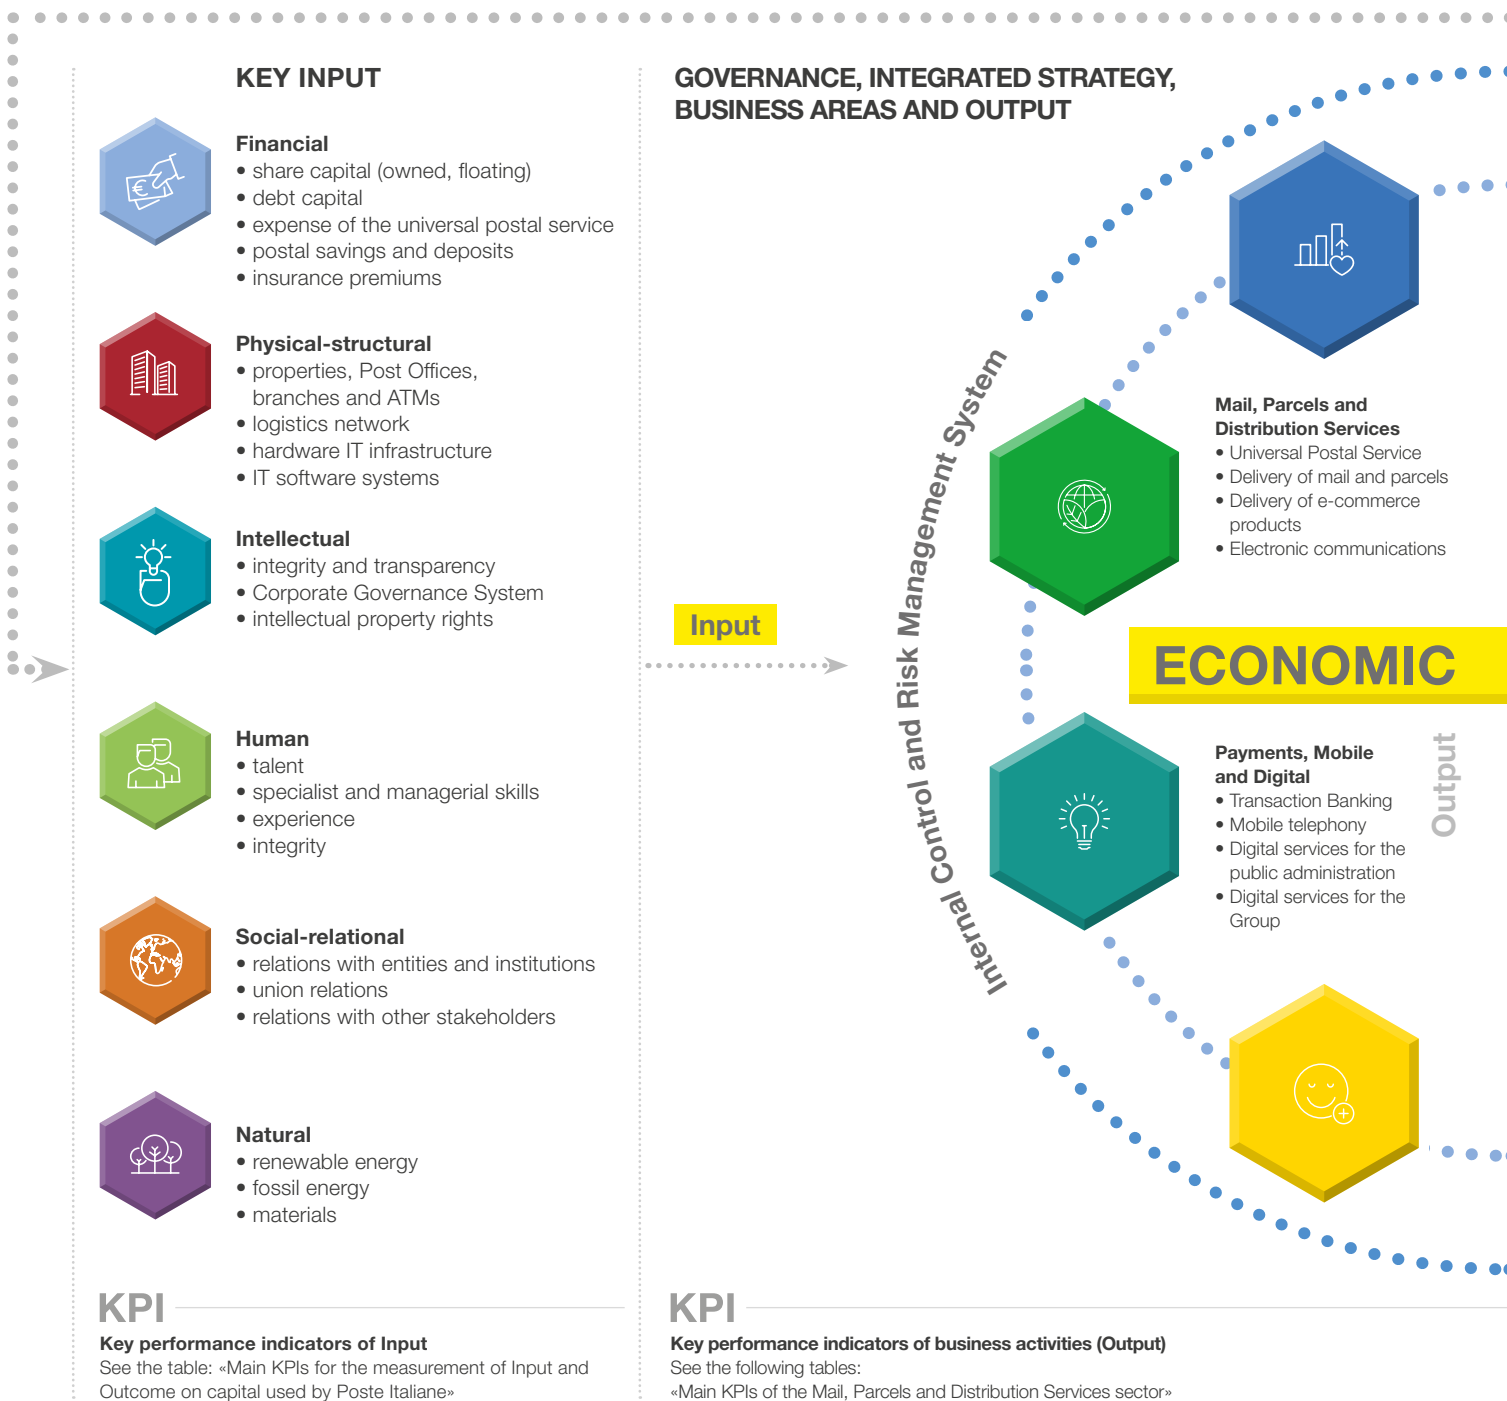 KEY INPUT
Financial
• share capital (owned, floating)
• debt capital
• expense of the universal postal service
• postal savings and deposits
• insurance premiums
Physical-structural
• properties, Post Offices,
branches and ATMs
• logistics network
• hardware IT infrastructure
• IT software systems
Intellectual
• integrity and transparency
• Corporate Governance System
• intellectual property rights
Human
• talent
• specialist and managerial skills
• experience
• integrity
Social-relational
• relations with entities and institutions
• union relations
• relations with other stakeholders
Natural
• renewable energy
• fossil energy
• materials
KPI
Key performance indicators of Input
See the table: «Main KPIs for the measurement of Input and
Outcome on capital used by Poste Italiane»
GOVERNANCE, INTEGRATED STRATEGY,
BUSINESS AREAS AND OUTPUT
Input
Internal Control and Risk Management System
Mail, Parcels and
Distribution Services
• Universal Postal Service
• Delivery of mail and parcels
• Delivery of e-commerce
products
• Electronic communications
ECONOMIC
Payments, Mobile
and Digital
• Transaction Banking
• Mobile telephony
• Digital services for the
public administration
• Digital services for the
Group
Output
KPI
Key performance indicators of business activities (Output)
See the following tables:
«Main KPIs of the Mail, Parcels and Distribution Services sector»